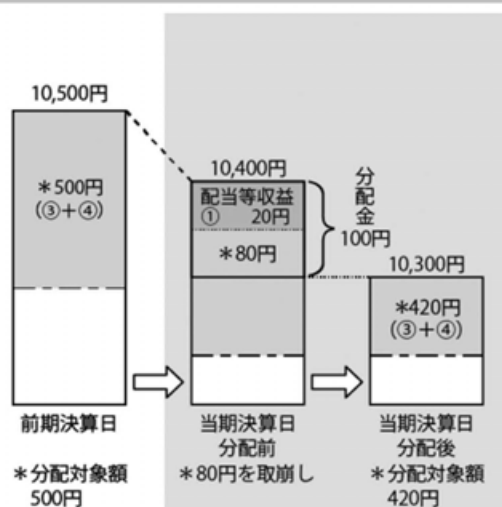 10,500円
＊500円
(③＋④)
前期決算日
＊分配対象額
500円
10,400円
配当等収益
① 20円
＊80円
分配金
100円
当期決算日
分配前
＊80円を取崩し
10,300円
＊420円
(③＋④)
当期決算日
分配後
＊分配対象額
420円